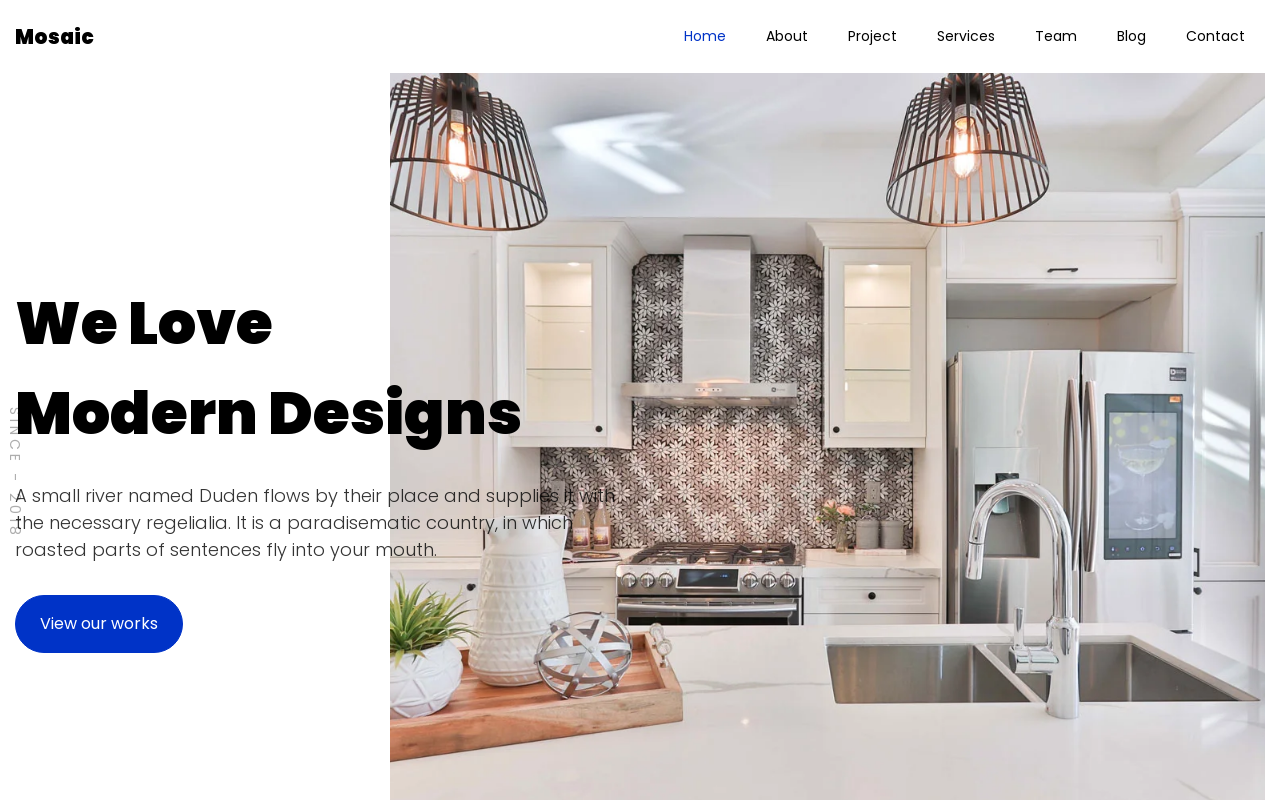 Mosaic
Home About Project Services Team Blog Contact
We Love
Modern Designs
SINCE – 2018
A small river named Duden flows by their place and supplies it with
the necessary regelialia. It is a paradisematic country, in which
roasted parts of sentences fly into your mouth.
View our works